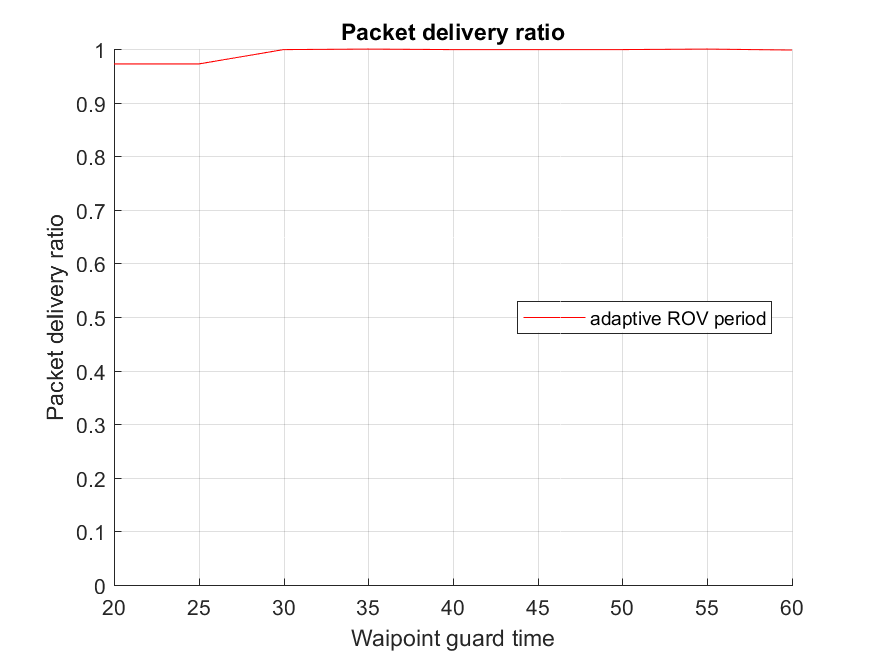 Packet delivery ratio
1
0.9
0.8
0.7
0.6
0.5
0.4
0.3
0.2
0.1
0
Packet delivery ratio
adaptive ROV period
20 25 30 35 40 45 50 55 60
Waipoint guard time